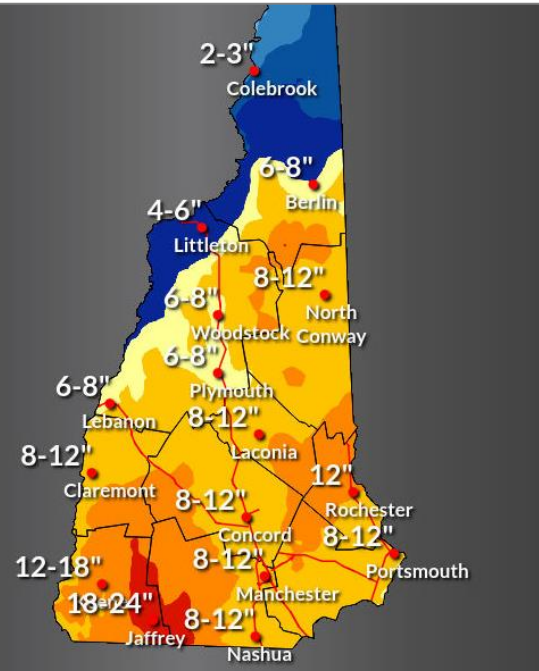 2-3"
Colebrook
6-8"
Berlin
4-6"
Littleton
8-12"
North
Conway
6-8"
Woodstock
6-8"
Plymouth
6-8"
Lebanon
8-12"
Laconia
8-12"
Claremont
12"
Rochester
8-12"
Concord
8-12"
Portsmouth
8-12"
Manchester
12-18"
18-24"
Jaffrey
8-12"
Nashua